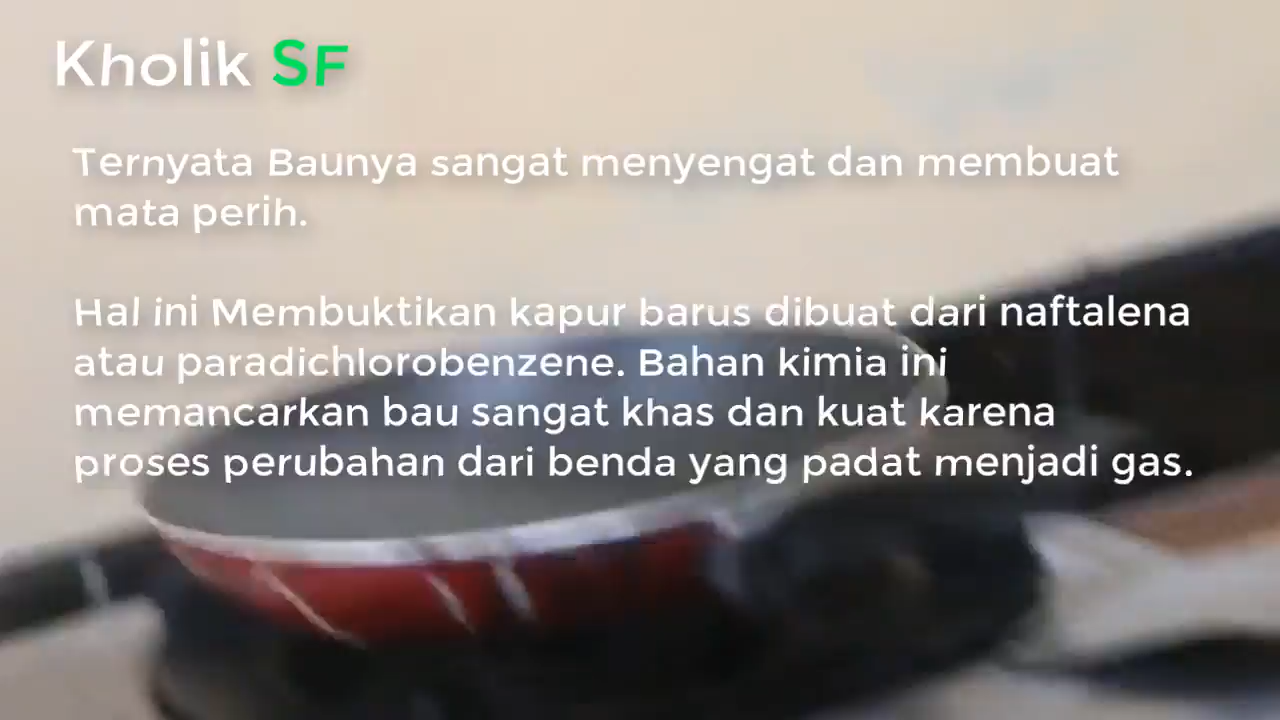 Kholik SF
Ternyata Baunya sangat menyengat dan membuat
mata perih.
Hal ini Membuktikan kapur barus dibuat dari naftalena
atau paradichlorobenzene. Bahan kimia ini
memancarkan bau sangat khas dan kuat karena
proses perubahan dari benda yang padat menjadi gas.